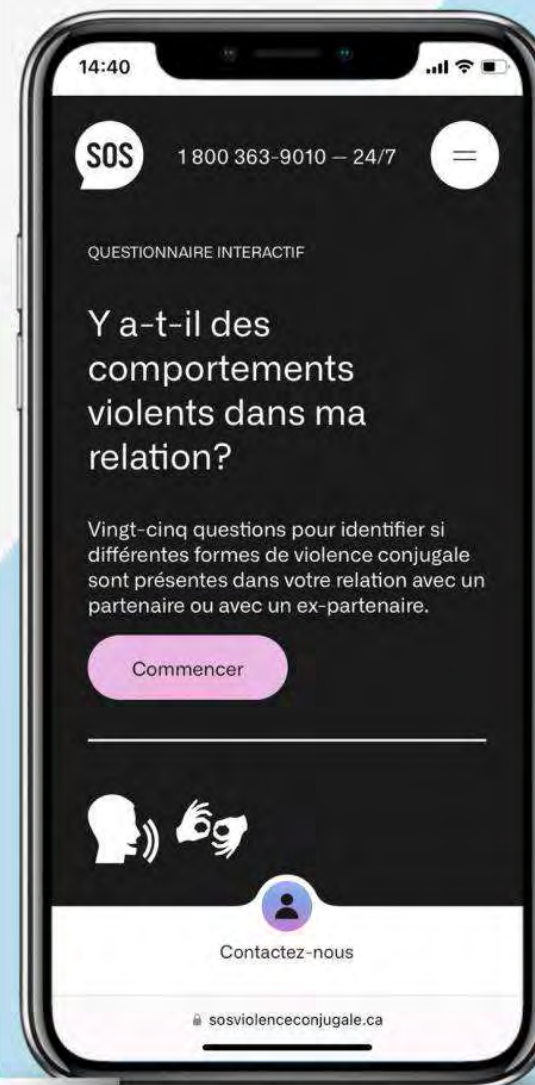 14:40
SOS
1 800 363-9010 — 24/7
QUESTIONNAIRE INTERACTIF
Y a-t-il des
comportements
violents dans ma
relation?
Vingt-cinq questions pour identifier si
différentes formes de violence conjugale
sont présentes dans votre relation avec un
partenaire ou avec un ex-partenaire.
Commencer
Contactez-nous
sosviolenceconjugale.ca